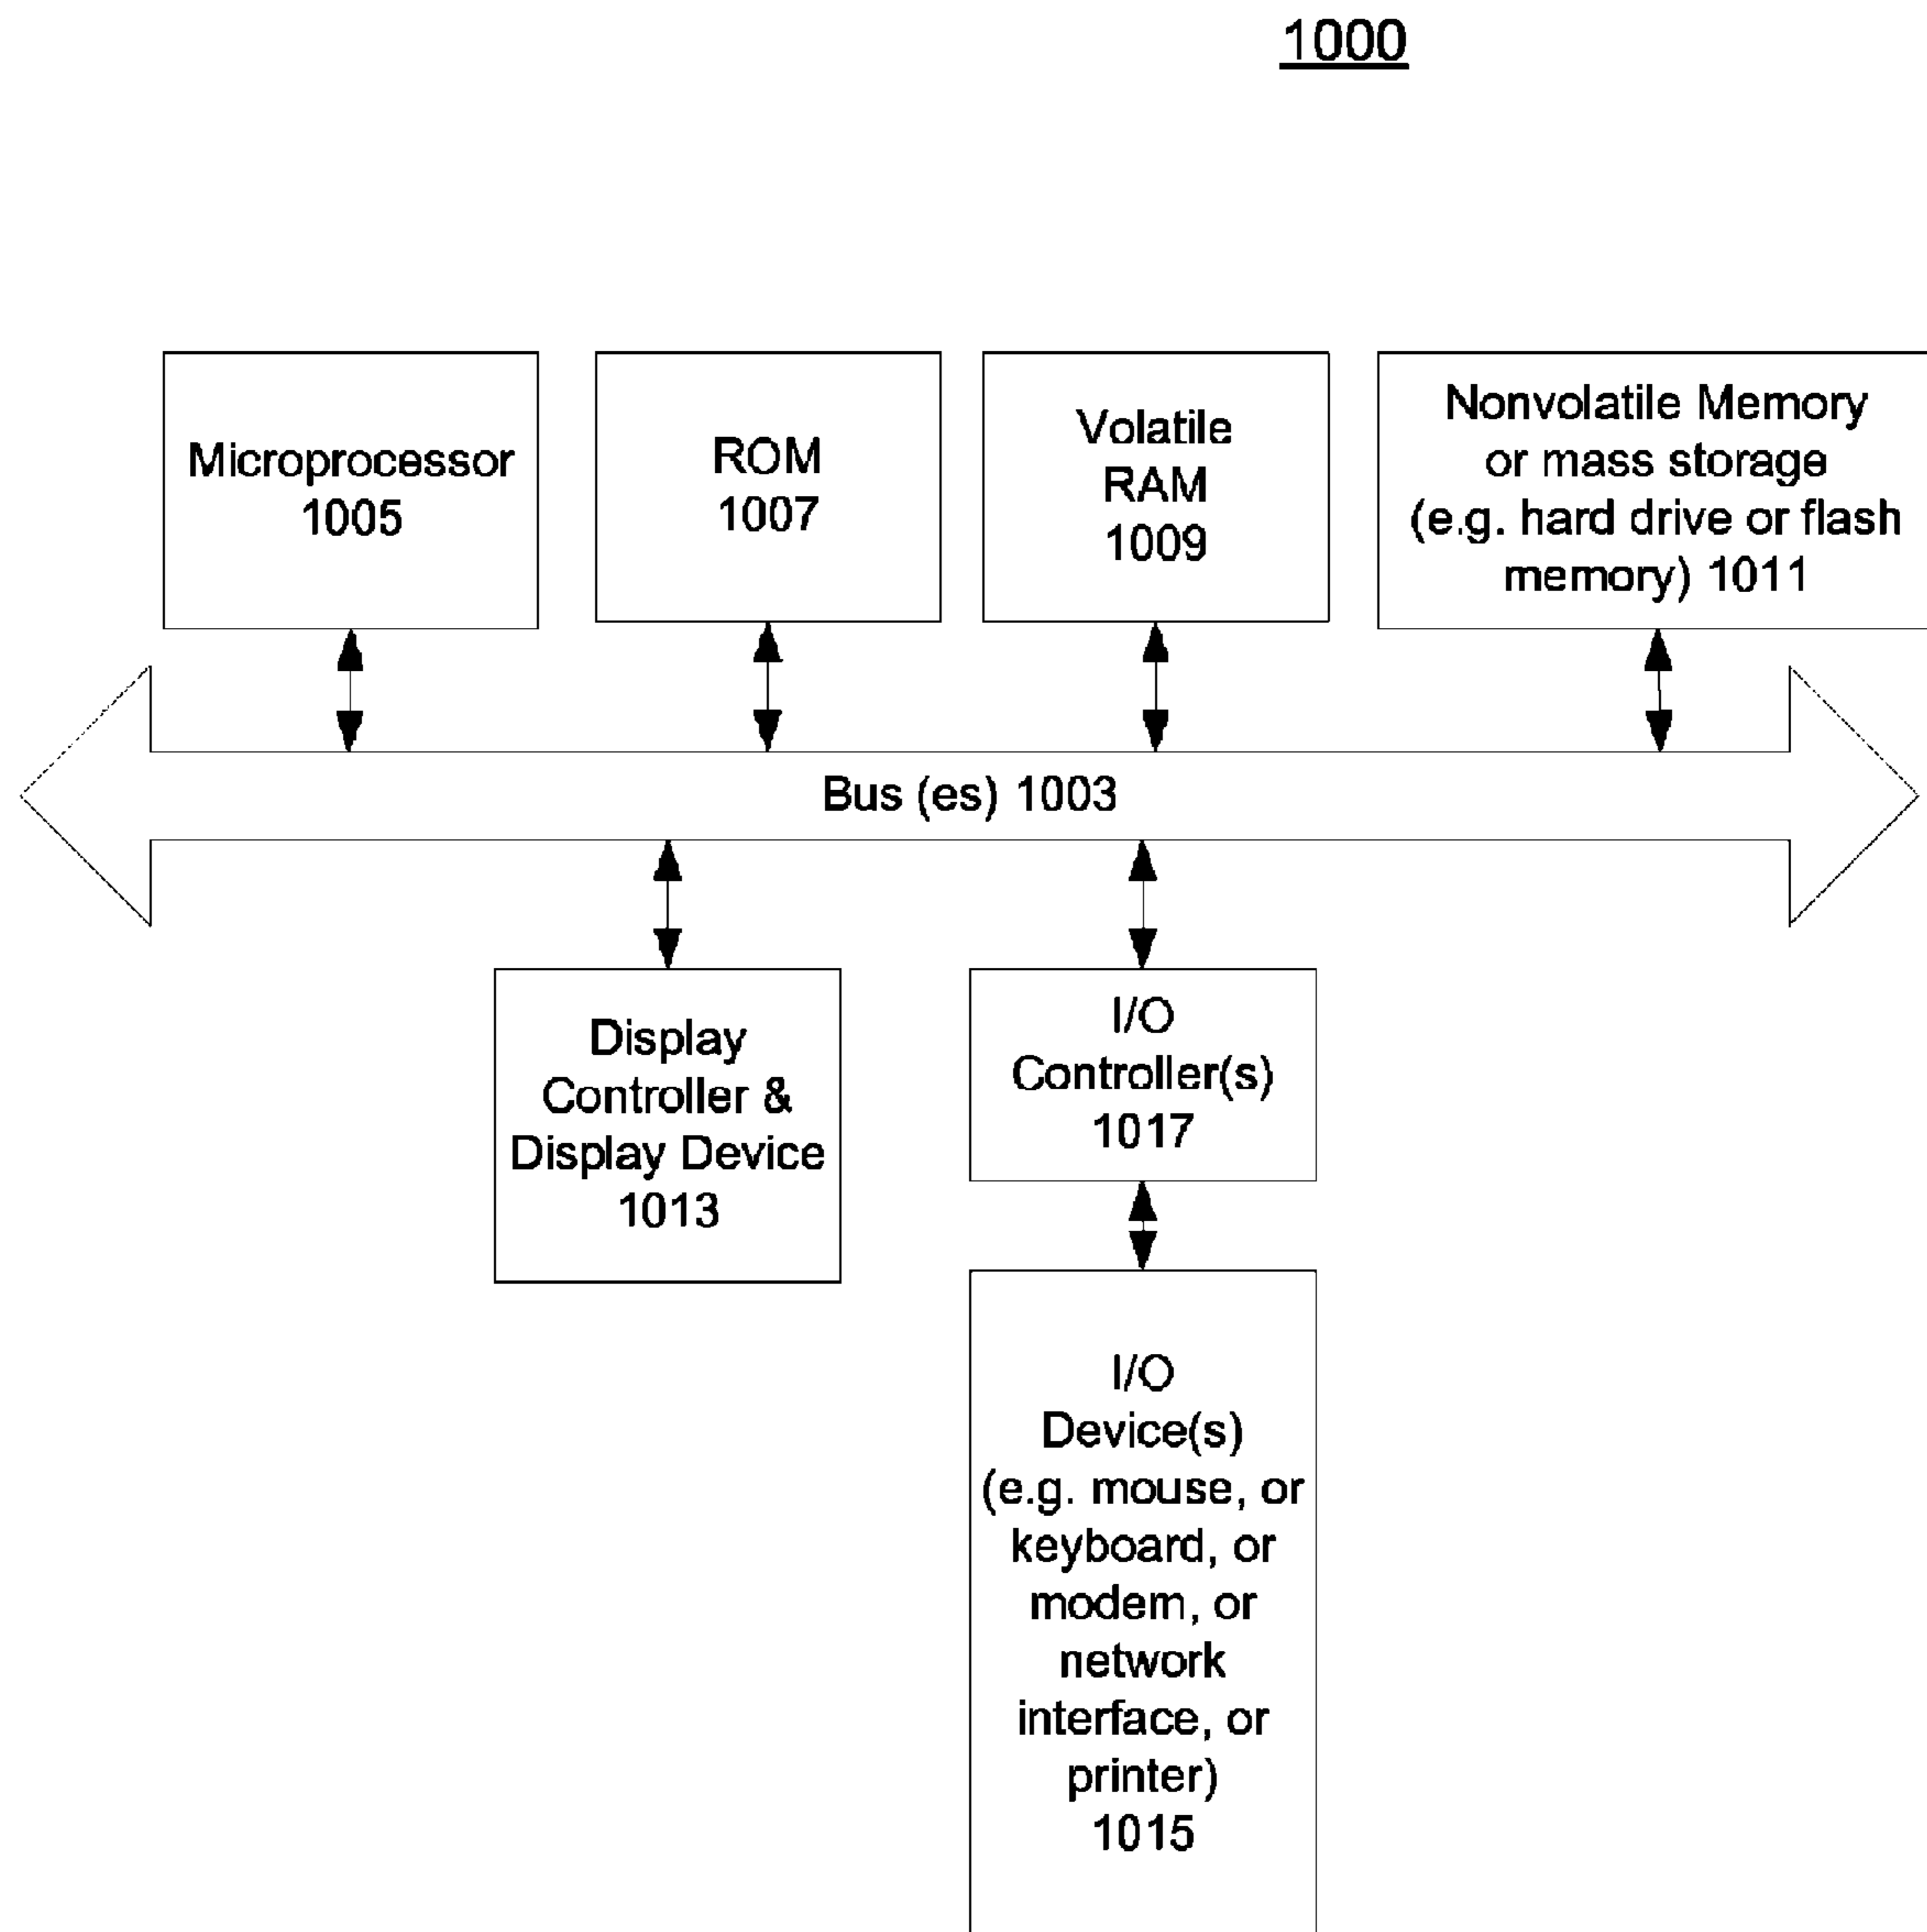 1000
Microprocessor
1005
ROM
1007
Volatile
RAM
1009
Nonvolatile Memory
or mass storage
(e.g. hard drive or flash
memory) 1011
Bus (es) 1003
Display
Controller &
Display Device
1013
I/O
Controller(s)
1017
I/O
Device(s)
(e.g. mouse, or
keyboard, or
modem, or
network
interface, or
printer)
1015